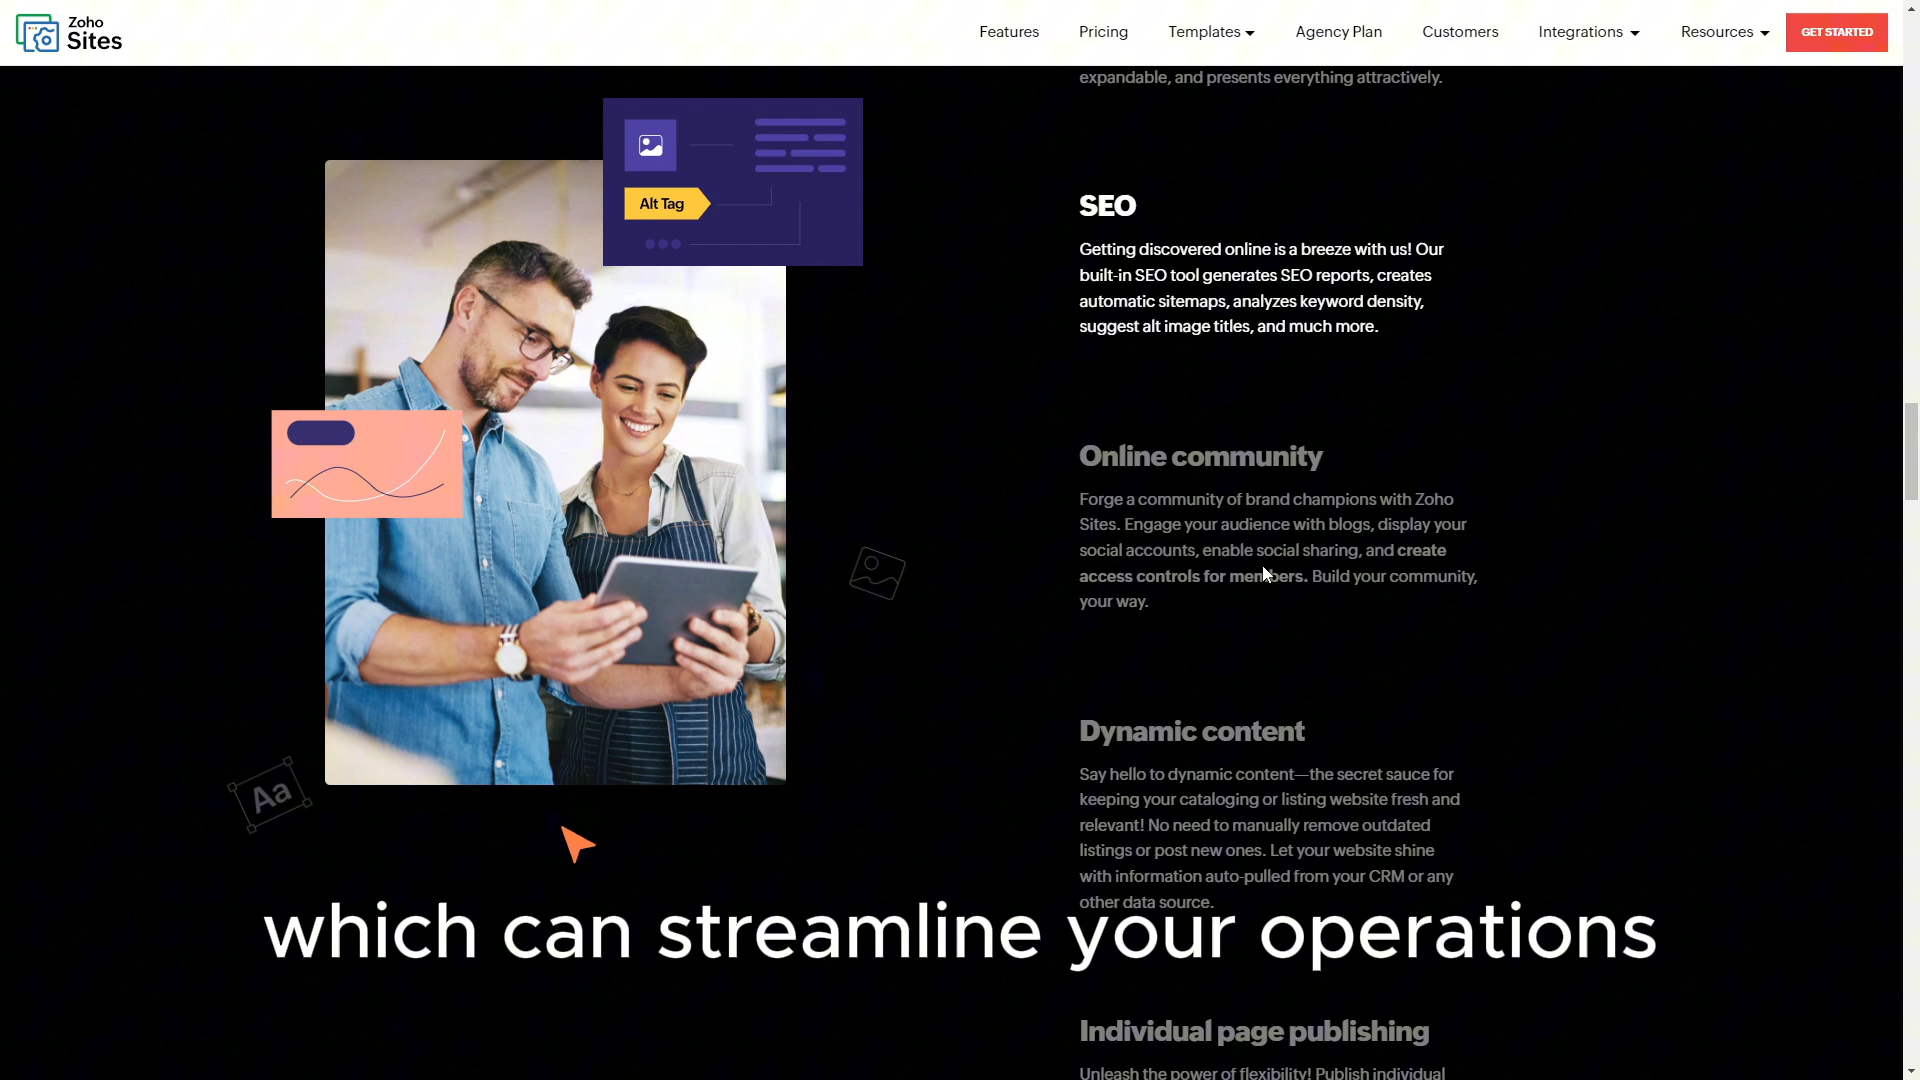 Zoho
Sites
Features
Pricing
Templates
Agency Plan
Customers
Integrations
Resources
GET STARTED
expandable, and presents everything attractively.
Alt Tag
SEO
Getting discovered online is a breeze with us! Our
built-in SEO tool generates SEO reports, creates
automatic sitemaps, analyzes keyword density,
suggest alt image titles, and much more.
Online community
Forge a community of brand champions with Zoho
Sites. Engage your audience with blogs, display your
social accounts, enable social sharing, and create
access controls for members. Build your community,
your way.
Aa
Dynamic content
Say hello to dynamic content—the secret sauce for
keeping your cataloging or listing website fresh and
relevant! No need to manually remove outdated
listings or post new ones. Let your website shine
with information auto-pulled from your CRM or any
other data source.
which can streamline your operations
Individual page publishing
Unleash the power of flexibility! Publish individual